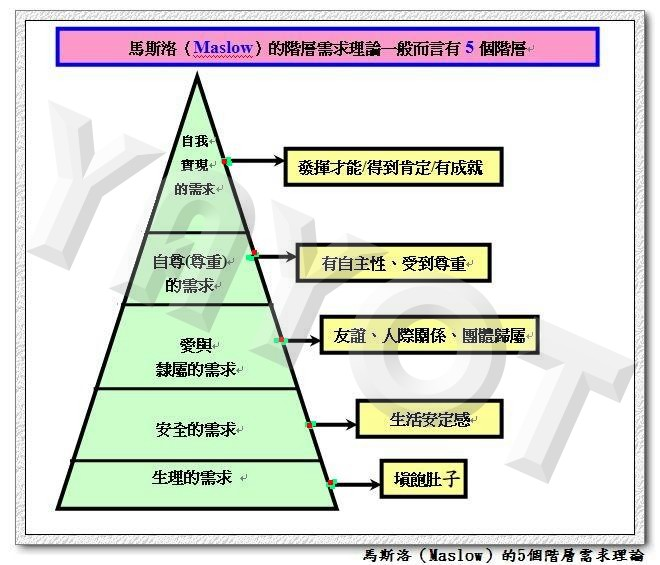 馬斯洛（Maslow）的階層需求理論一般而言有 5 個階層
自我
實現
的需求
發揮才能/得到肯定/有成就
自尊(尊重)
的需求
有自主性、受到尊重
愛與
隸屬的需求
友誼、人際關係、團體歸屬
安全的需求
生活安定感
生理的需求
填飽肚子
YAYOT
馬斯洛（Maslow）的5個階層需求理論